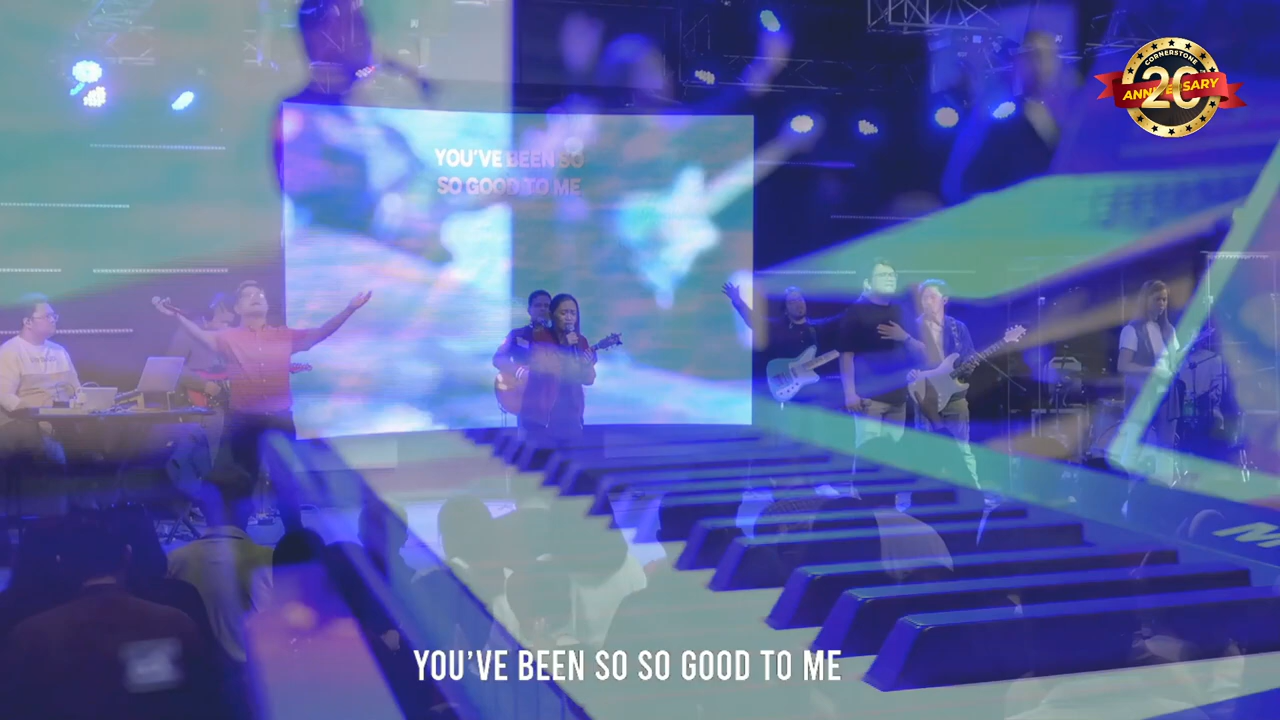 CORNERSTONE
20
ANNIVERSARY
YOU'VE BEEN SO
SO GOOD TO ME
YOU'VE BEEN SO SO GOOD TO ME